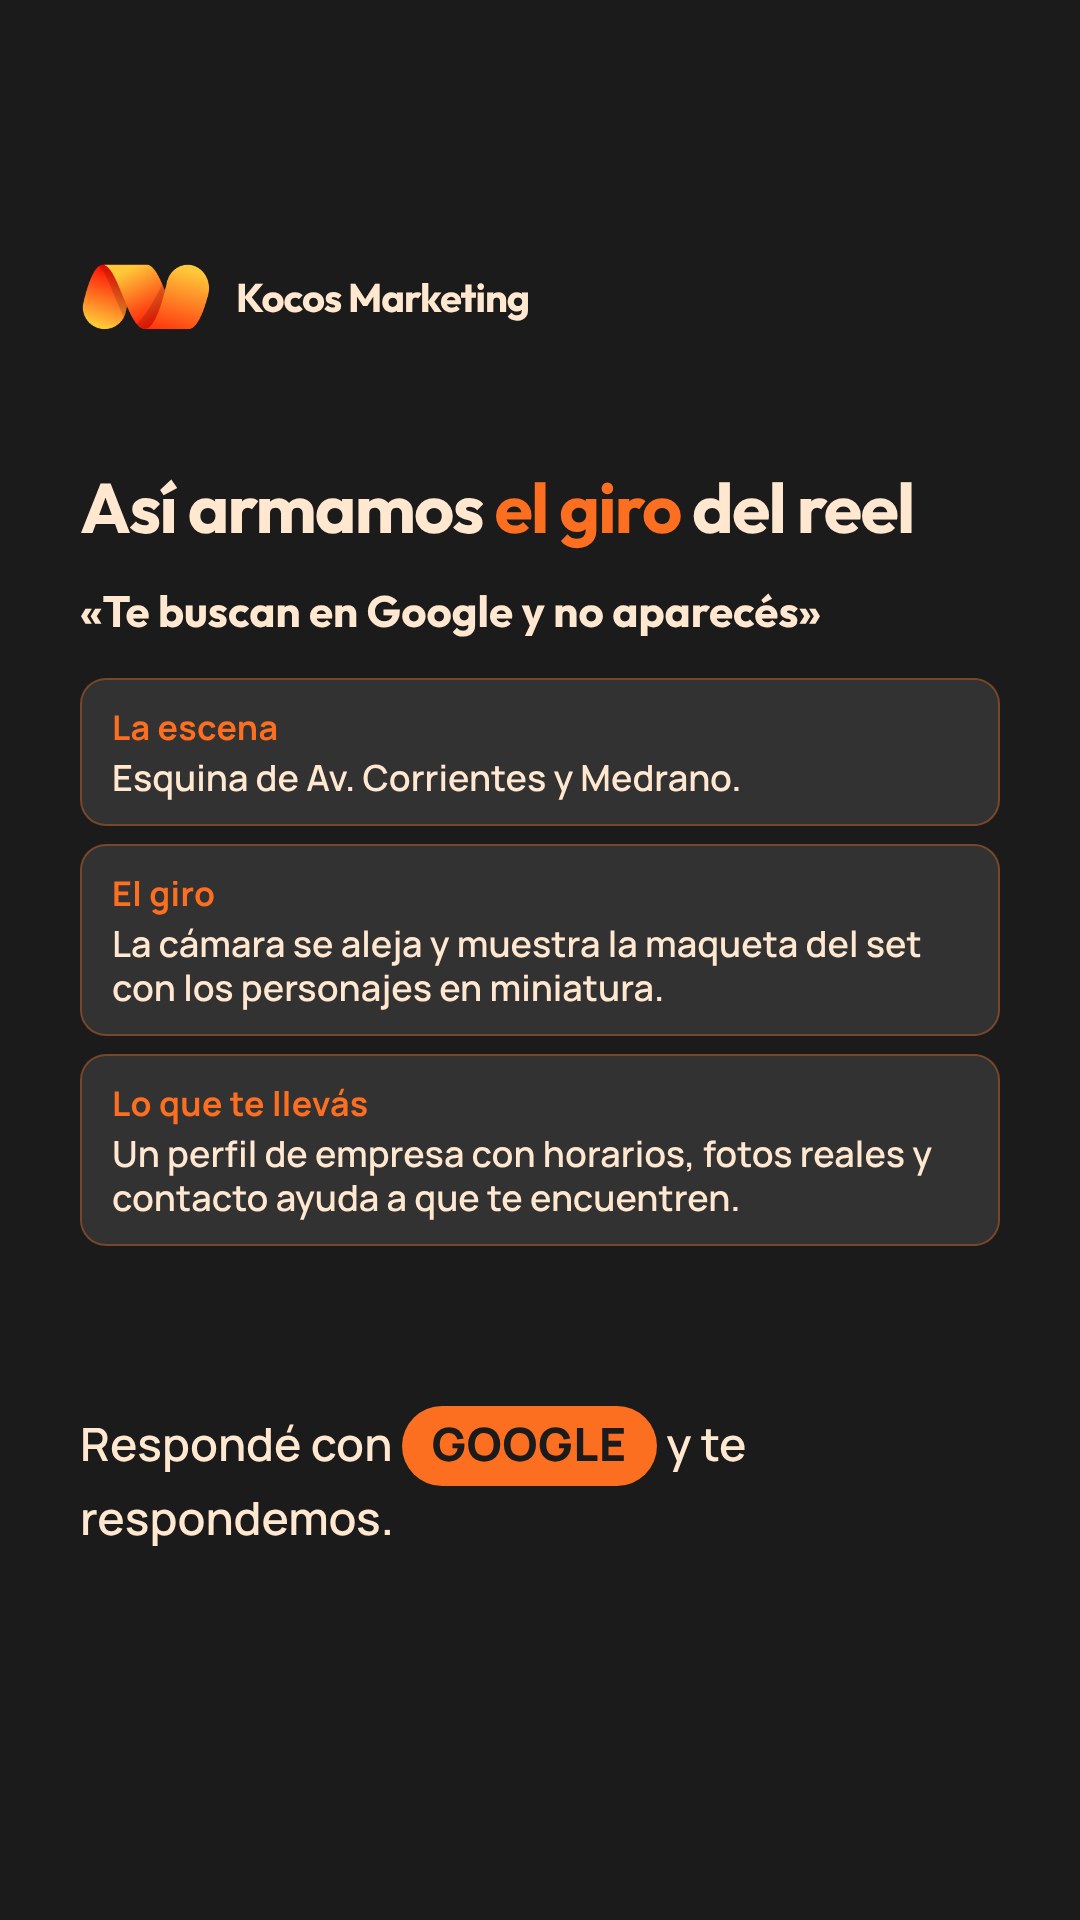 Kocos Marketing
Así armamos el giro del reel
«Te buscan en Google y no aparecés»
La escena
Esquina de Av. Corrientes y Medrano.
El giro
La cámara se aleja y muestra la maqueta del set
con los personajes en miniatura.
Lo que te llevás
Un perfil de empresa con horarios, fotos reales y
contacto ayuda a que te encuentren.
Respondé con GOOGLE y te
respondemos.